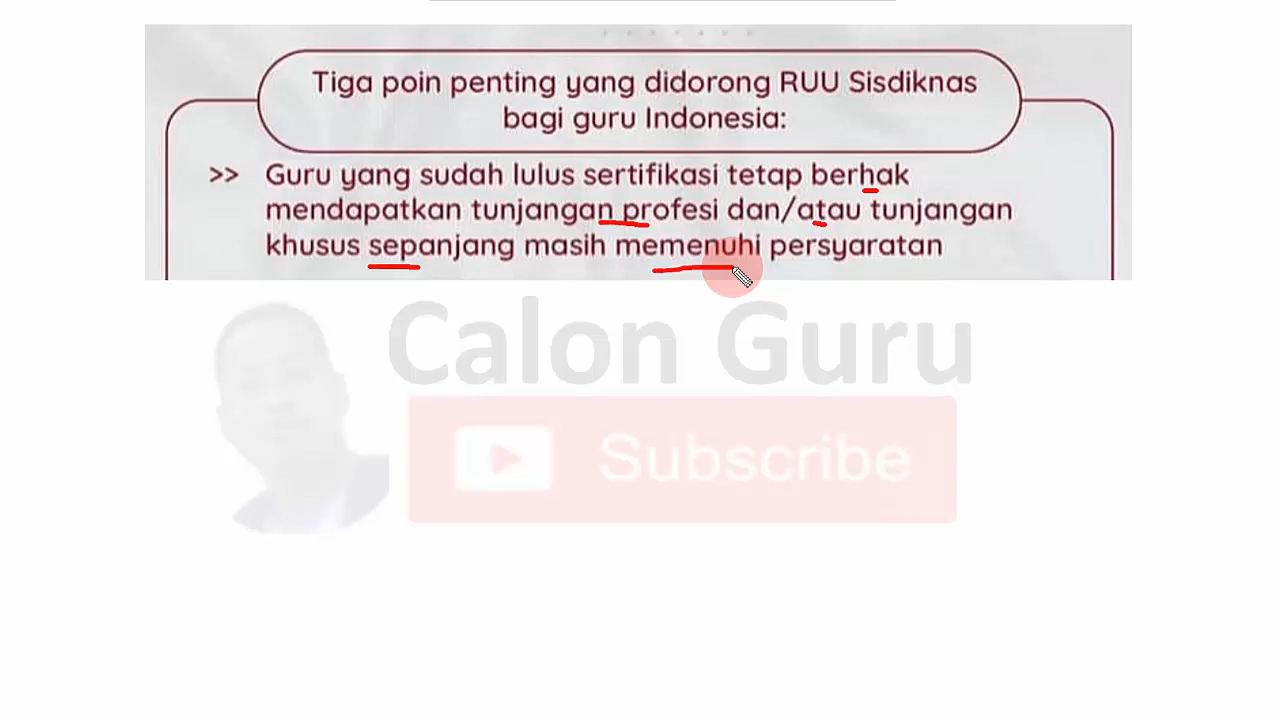 Tiga poin penting yang didorong RUU Sisdiknas
bagi guru Indonesia:
>> Guru yang sudah lulus sertifikasi tetap berhak
mendapatkan tunjangan profesi dan/atau tunjangan
khusus sepanjang masih memenuhi persyaratan
Calon Guru
Subscribe